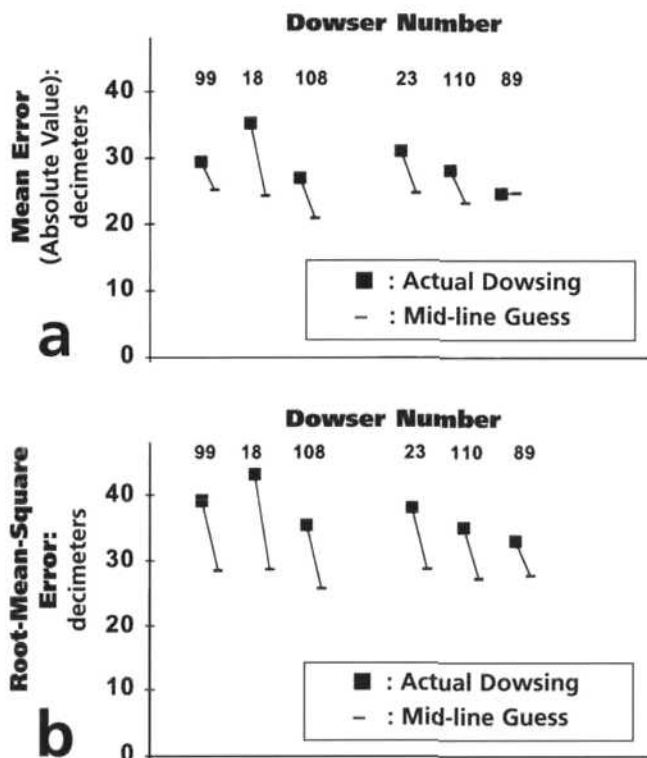 Dowser Number
99 18 108 23 110 89
Mean Error
(Absolute Value):
decimeters
40
30
20
10
0
■ : Actual Dowsing
– : Mid-line Guess
a
Dowser Number
99 18 108 23 110 89
Root-Mean-Square
Error:
decimeters
40
30
20
10
0
■ : Actual Dowsing
– : Mid-line Guess
b